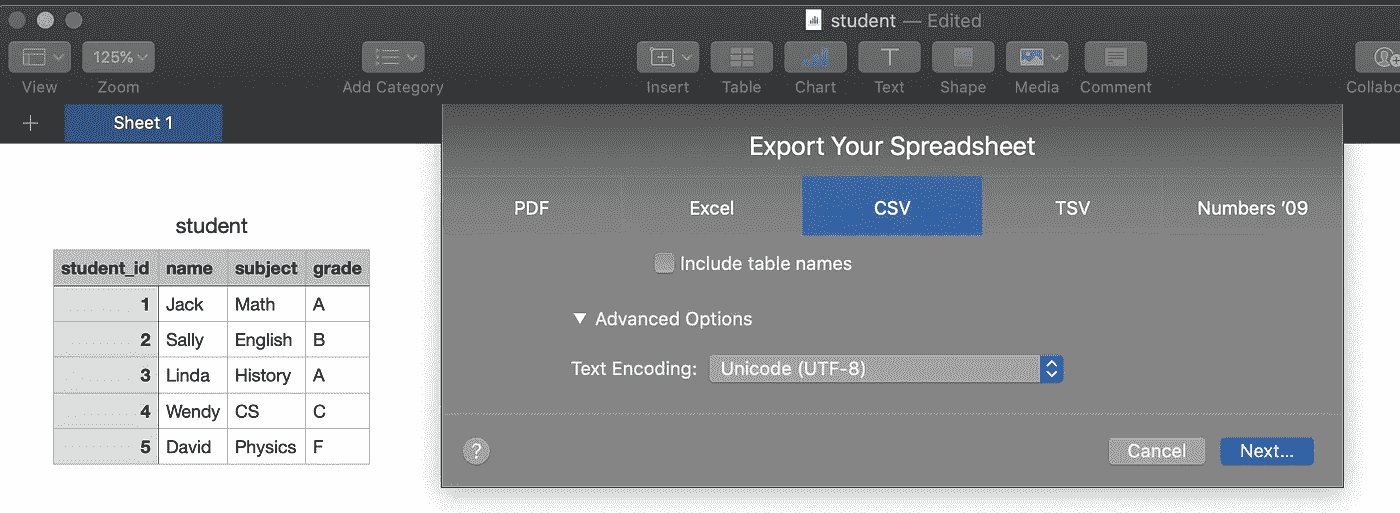 student — Edited
125%
View Zoom Add Category Insert Table Chart Text Shape Media Comment Collabo
+ Sheet 1
Export Your Spreadsheet
PDF Excel CSV TSV Numbers '09
Include table names
Advanced Options
Text Encoding: Unicode (UTF-8)
? Cancel Next...
student
student_id name subject grade
1 Jack Math A
2 Sally English B
3 Linda History A
4 Wendy CS C
5 David Physics F